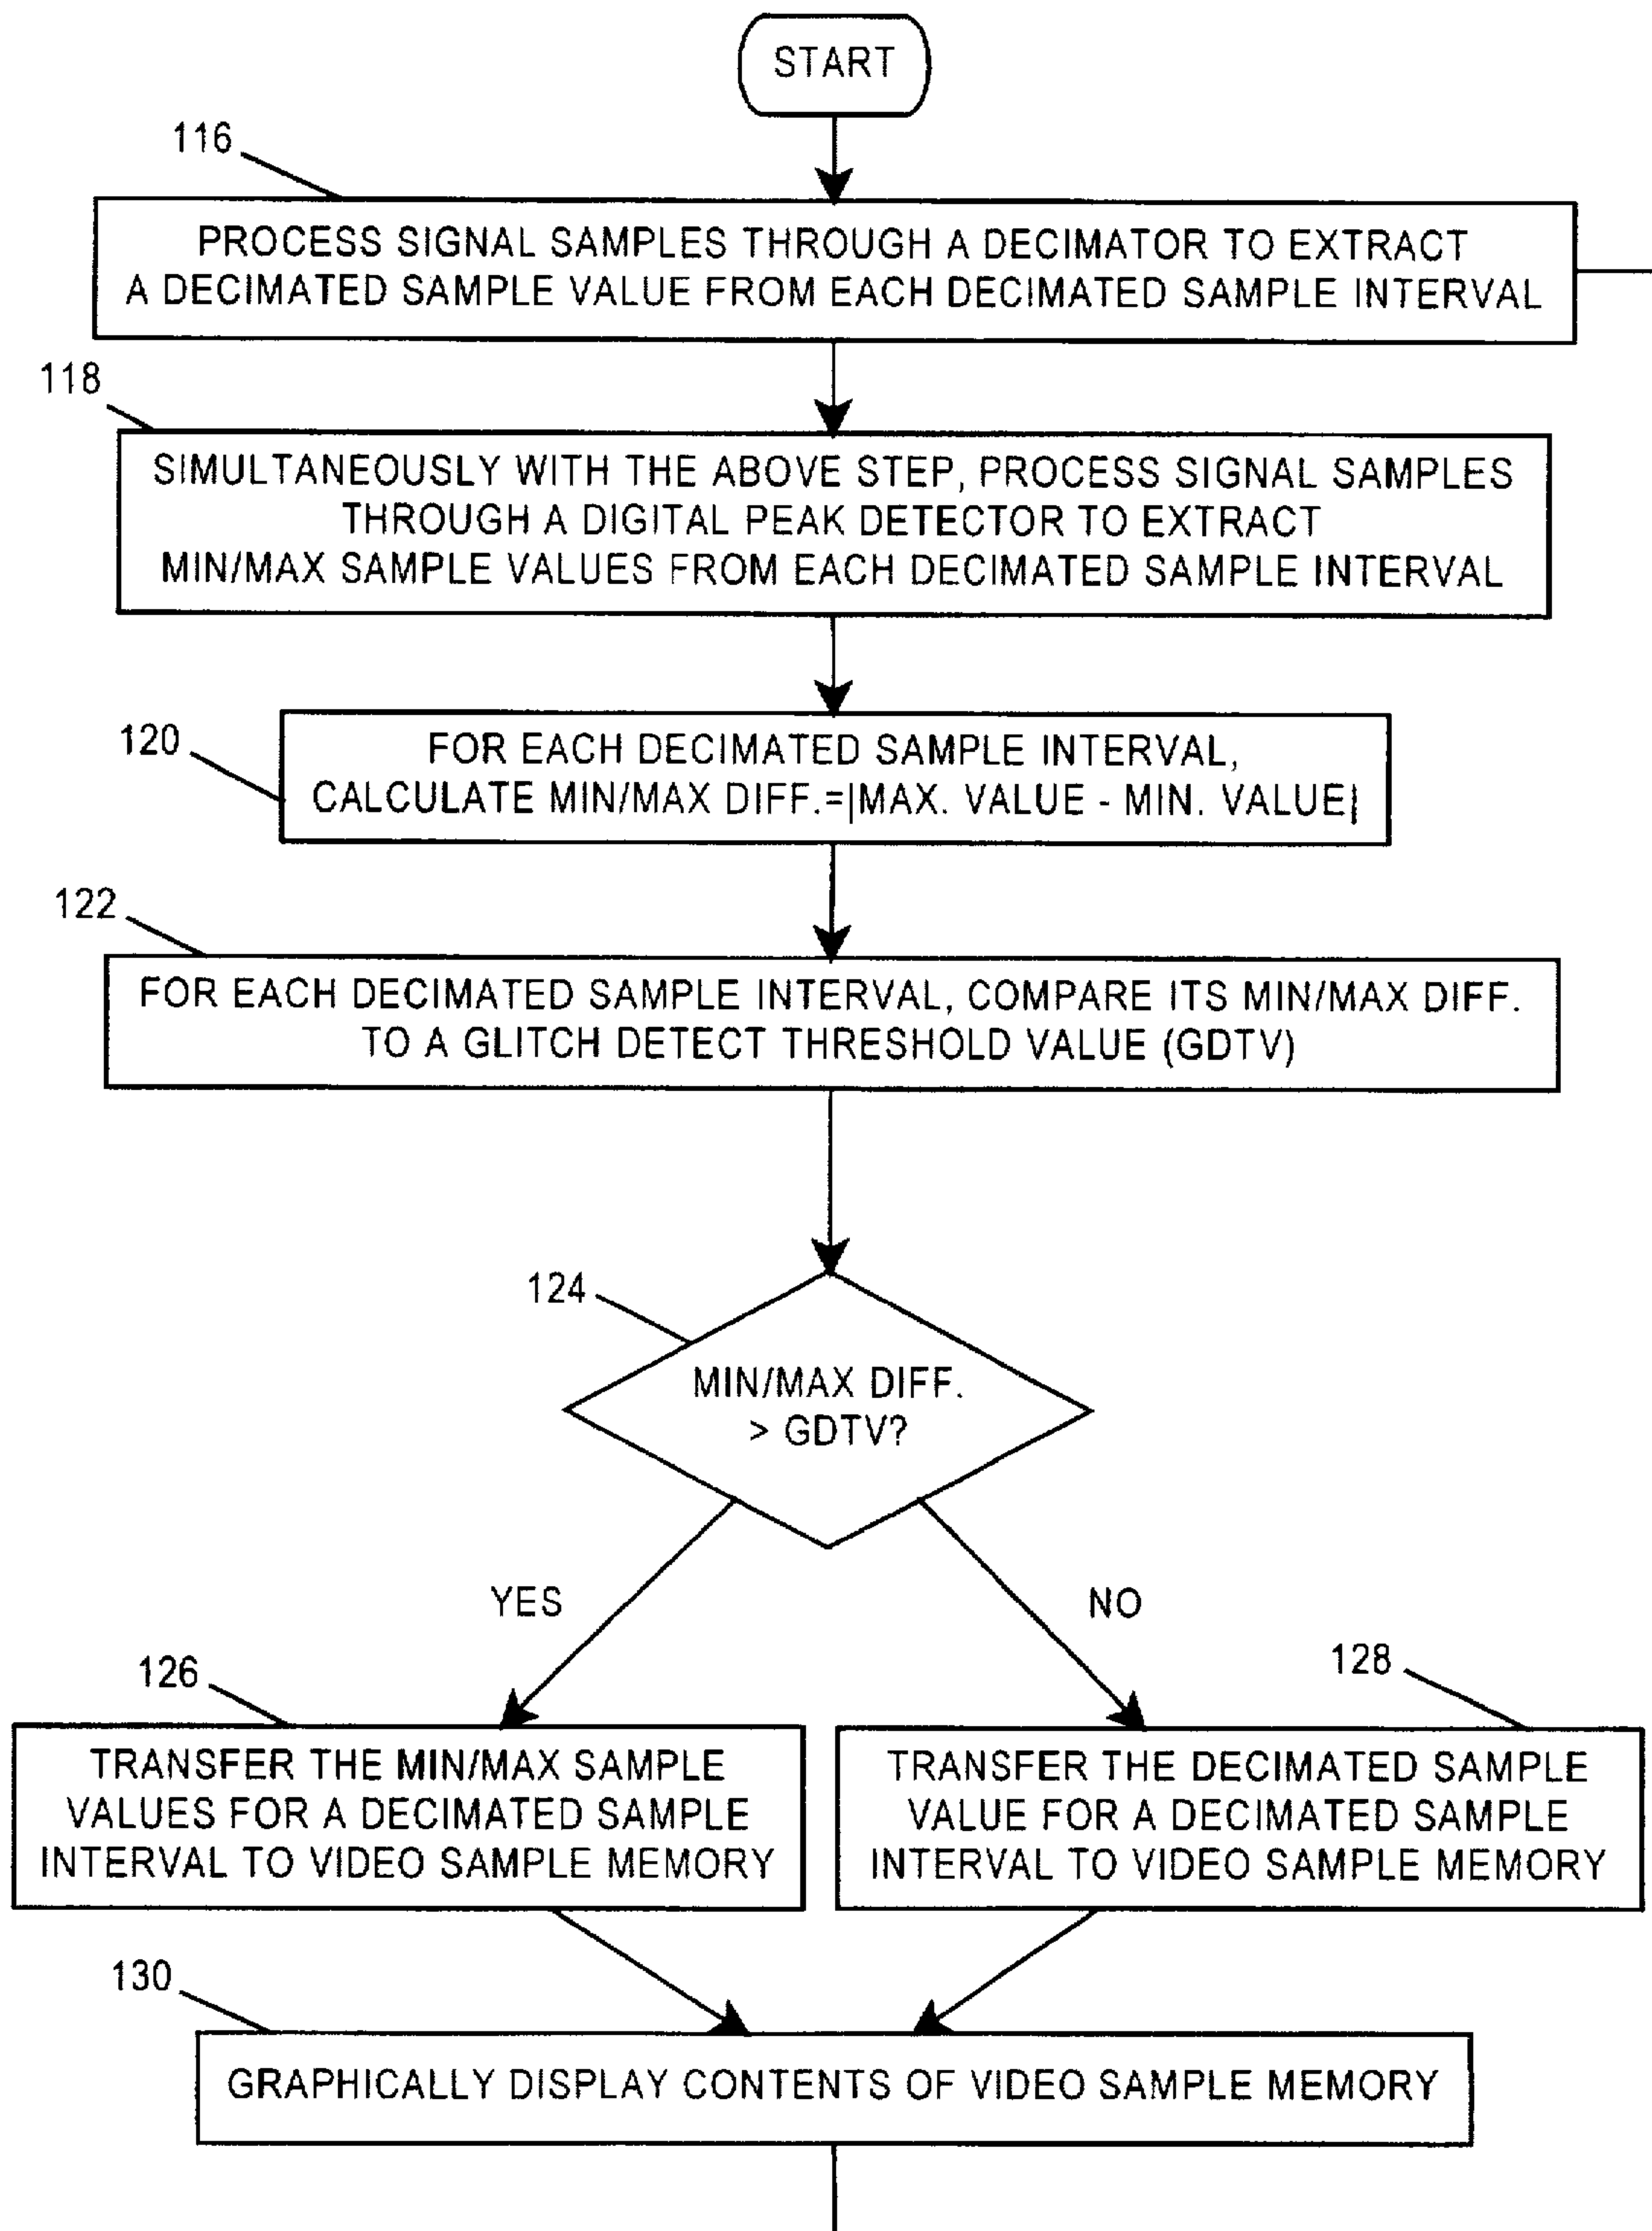 START
116
PROCESS SIGNAL SAMPLES THROUGH A DECIMATOR TO EXTRACT
A DECIMATED SAMPLE VALUE FROM EACH DECIMATED SAMPLE INTERVAL
118
SIMULTANEOUSLY WITH THE ABOVE STEP, PROCESS SIGNAL SAMPLES
THROUGH A DIGITAL PEAK DETECTOR TO EXTRACT
MIN/MAX SAMPLE VALUES FROM EACH DECIMATED SAMPLE INTERVAL
120
FOR EACH DECIMATED SAMPLE INTERVAL,
CALCULATE MIN/MAX DIFF.=|MAX. VALUE - MIN. VALUE|
122
FOR EACH DECIMATED SAMPLE INTERVAL, COMPARE ITS MIN/MAX DIFF.
TO A GLITCH DETECT THRESHOLD VALUE (GDTV)
124
MIN/MAX DIFF.
> GDTV?
YES
NO
126
TRANSFER THE MIN/MAX SAMPLE
VALUES FOR A DECIMATED SAMPLE
INTERVAL TO VIDEO SAMPLE MEMORY
128
TRANSFER THE DECIMATED SAMPLE
VALUE FOR A DECIMATED SAMPLE
INTERVAL TO VIDEO SAMPLE MEMORY
130
GRAPHICALLY DISPLAY CONTENTS OF VIDEO SAMPLE MEMORY